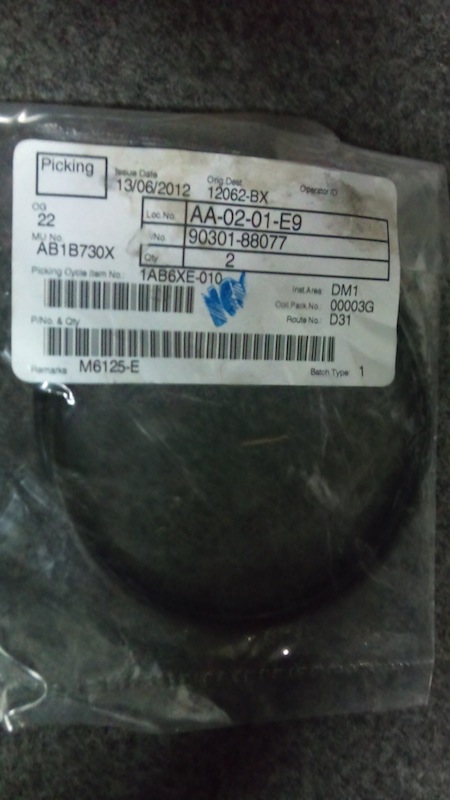 Picking
Issue Date
13/06/2012
Orig.Dest
12062-BX
Operator ID
OG
22
Loc.No. AA-02-01-E9
MU No.
AB1B730X
/No. 90301-88077
Qty 2
Picking Cycle Item No.: 1AB6XE-010
Inst.Area: DM1
Coll.Pack No.: 00003G
Route No.: D31
P/No. & Qty
Remarks M6125-E
Batch Type: 1